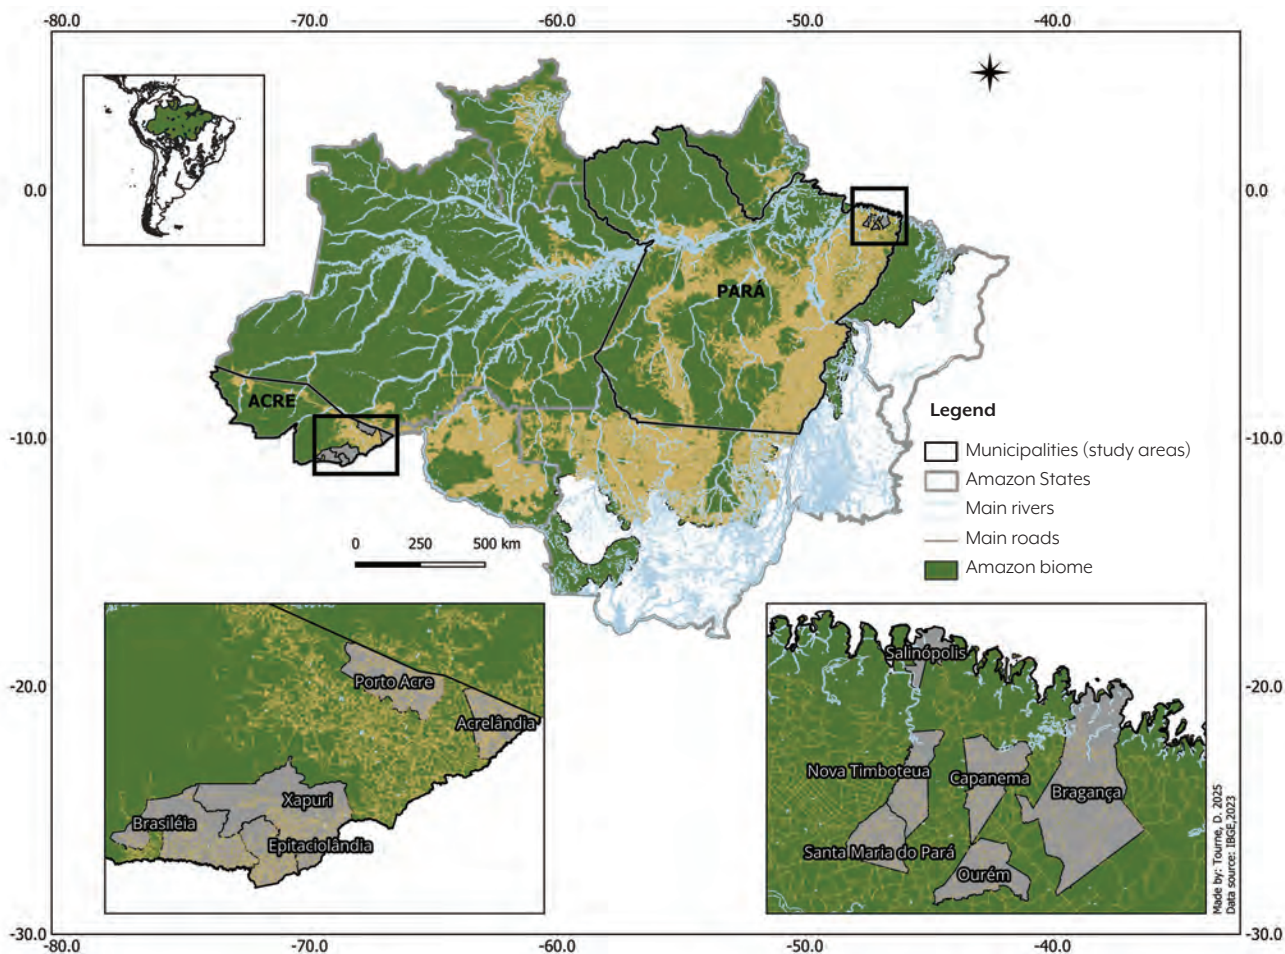 -80.0
-70.0
-60.0
-50.0
-40.0
0.0
0.0
PARÁ
ACRE
-10.0
-10.0
Legend
Municipalities (study areas)
Amazon States
Main rivers
Main roads
Amazon biome
0 250 500 km
Porto Acre
Acrelândia
Xapuri
Brasiléia
Epitaciolândia
Salinópolis
Nova Timboteua
Capanema
Bragança
Santa Maria do Pará
Ourém
-20.0
-20.0
Made by: Tourne, D. 2025
Data source: IBGE,2023
-30.0
-30.0
-80.0
-70.0
-60.0
-50.0
-40.0